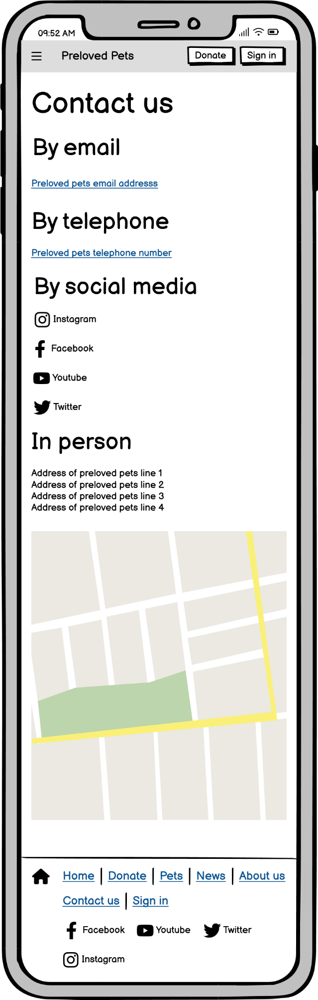 09:52 AM
Preloved Pets Donate Sign in
Contact us
By email
Preloved pets email addresss
By telephone
Preloved pets telephone number
By social media
Instagram
Facebook
Youtube
Twitter
In person
Address of preloved pets line 1
Address of preloved pets line 2
Address of preloved pets line 3
Address of preloved pets line 4
Home | Donate | Pets | News | About us
Contact us | Sign in
Facebook Youtube Twitter
Instagram